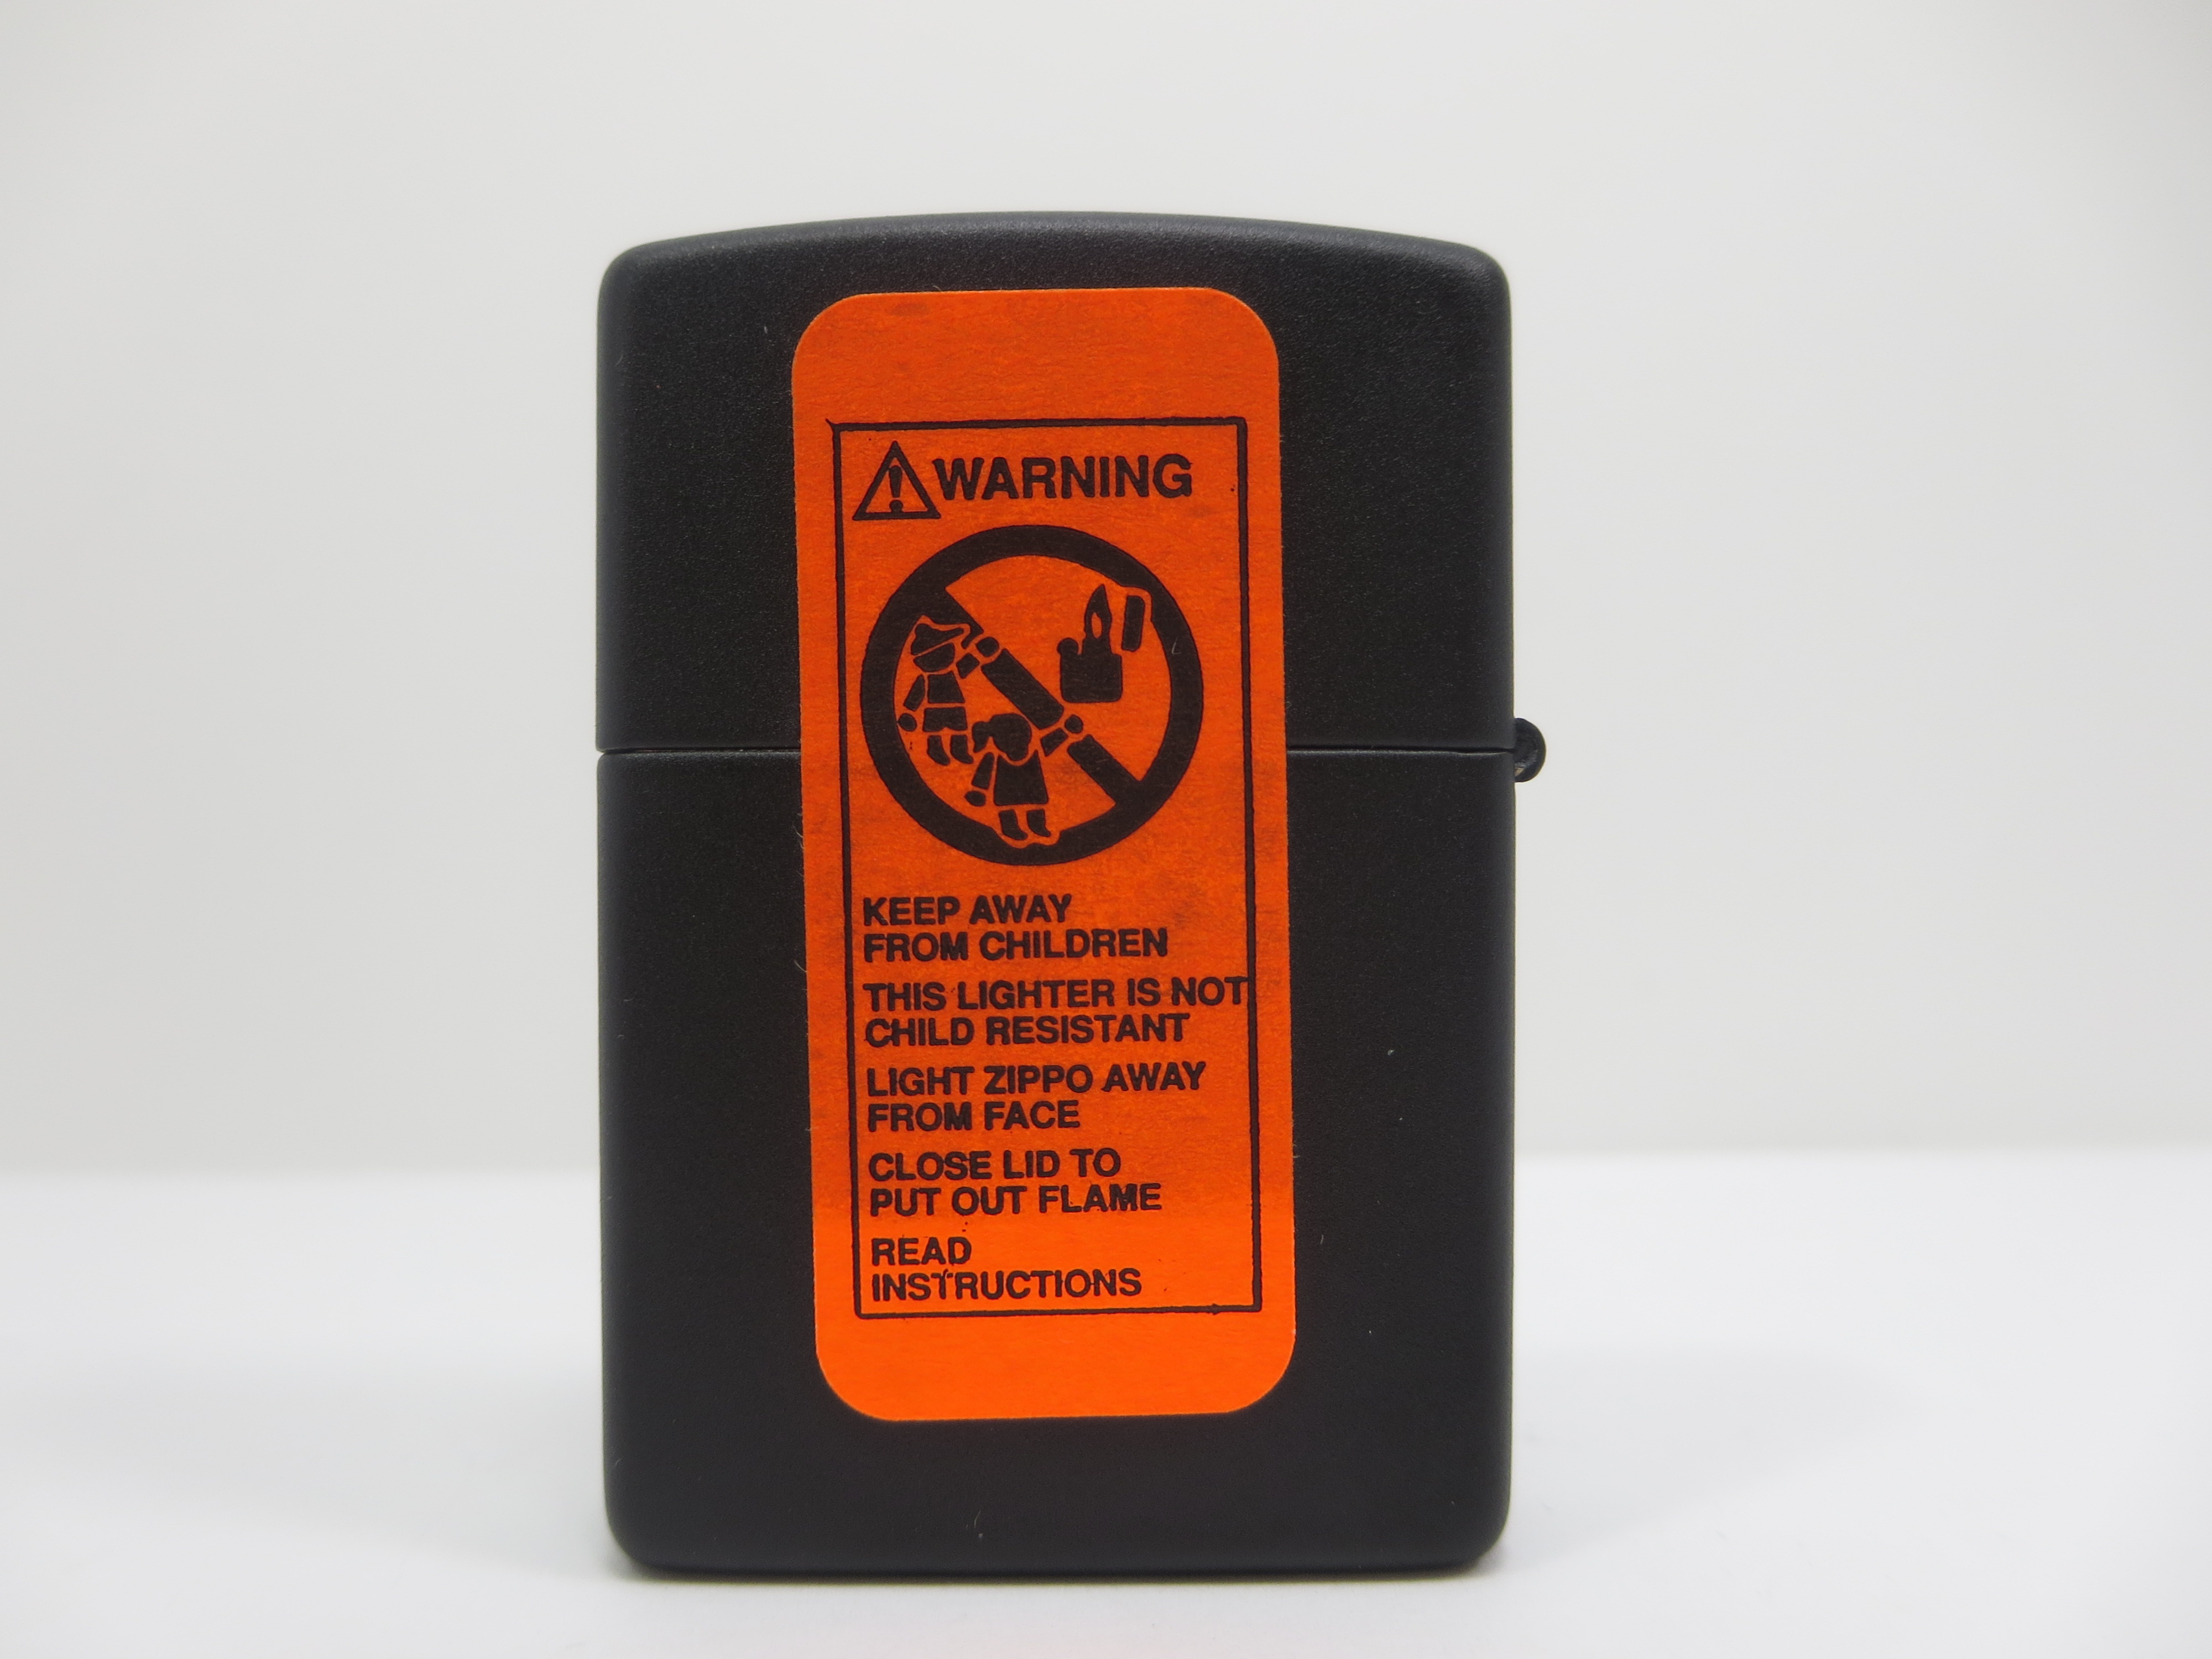 WARNING
KEEP AWAY
FROM CHILDREN
THIS LIGHTER IS NOT
CHILD RESISTANT
LIGHT ZIPPO AWAY
FROM FACE
CLOSE LID TO
PUT OUT FLAME
READ
INSTRUCTIONS